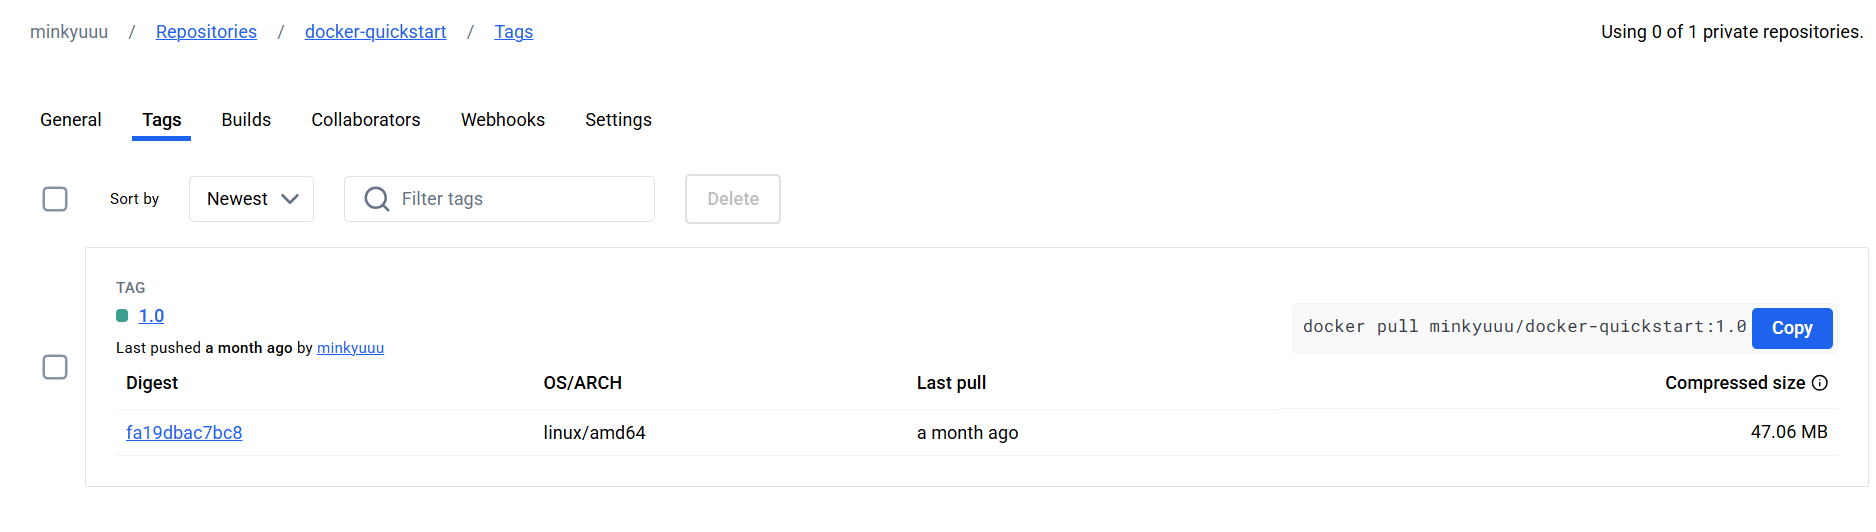 minkyuuu / Repositories / docker-quickstart / Tags
Using 0 of 1 private repositories.
General Tags Builds Collaborators Webhooks Settings
Sort by Newest Filter tags Delete
TAG
1.0
docker pull minkyuuu/docker-quickstart:1.0 Copy
Last pushed a month ago by minkyuuu
Digest OS/ARCH Last pull Compressed size
fa19dbac7bc8 linux/amd64 a month ago 47.06 MB